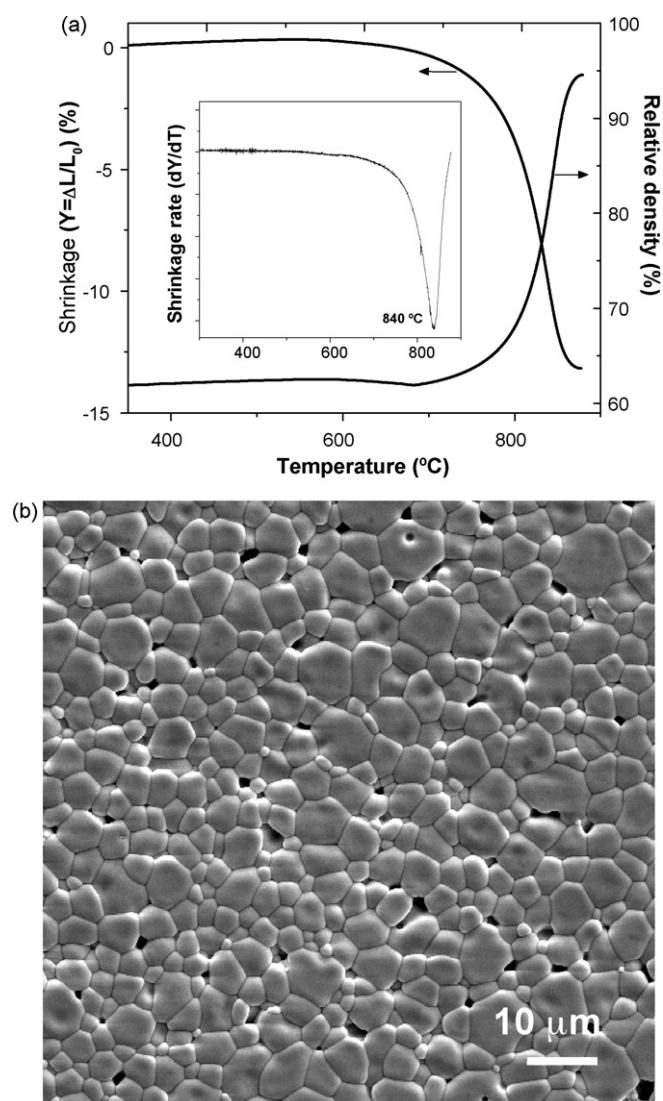 (a)
0
-5
-10
-15
Shrinkage (Y=ΔL/L₀) (%)
100
90
80
70
60
Relative density (%)
Shrinkage rate (dY/dT)
840 ºC
400 600 800
400 600 800
Temperature (ºC)
(b)
10 μm